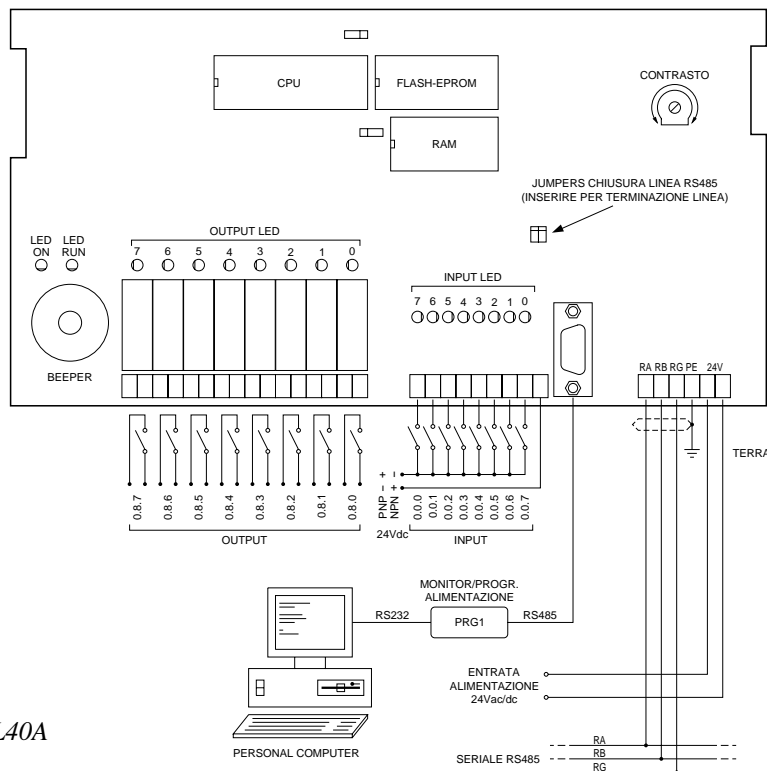 CPU
FLASH-EPROM
CONTRASTO
RAM
JUMPERS CHIUSURA LINEA RS485
(INSERIRE PER TERMINAZIONE LINEA)
LED ON
LED RUN
OUTPUT LED
7 6 5 4 3 2 1 0
INPUT LED
7 6 5 4 3 2 1 0
BEEPER
RA RB RG PE 24V
TERRA
+ -
- +
PNP
NPN
24Vdc
0.8.7 0.8.6 0.8.5 0.8.4 0.8.3 0.8.2 0.8.1 0.8.0
OUTPUT
0.0.0 0.0.1 0.0.2 0.0.3 0.0.4 0.0.5 0.0.6 0.0.7
INPUT
MONITOR/PROGR.
ALIMENTAZIONE
RS232
PRG1
RS485
ENTRATA
ALIMENTAZIONE
24Vac/dc
L40A
PERSONAL COMPUTER
SERIALE RS485
RA
RB
RG